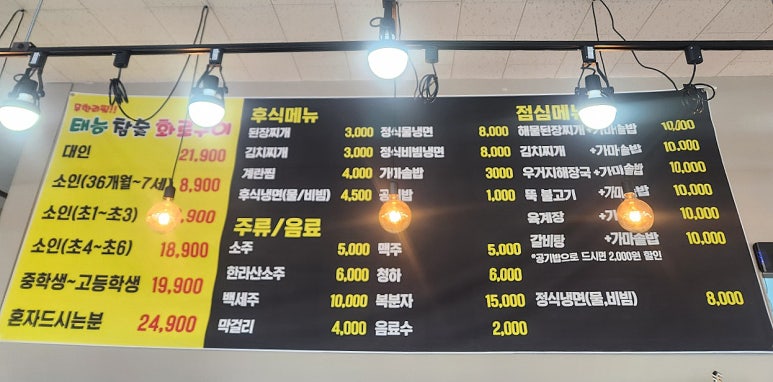 무한리필!!
태능 참숯 화로구이
대인 21,900
소인(36개월~7세) 8,900
소인(초1~초3) ,900
소인(초4~초6) 18,900
중학생~고등학생 19,900
혼자드시는분 24,900
후식메뉴
된장찌개 3,000 정식물냉면 8,000
김치찌개 3,000 정식비빔냉면 8,000
계란찜 4,000 가마솥밥 3000
후식냉면(물/비빔) 4,500 공기밥 1,000
주류/음료
소주 5,000 맥주 5,000
한라산소주 6,000 청하 6,000
백세주 10,000 복분자 15,000
막걸리 4,000 음료수 2,000
점심메뉴
해물된장찌개 +가마솥밥 10,000
김치찌개 +가마솥밥 10,000
우거지해장국 +가마솥밥 10,000
뚝 불고기 10,000
육계장 10,000
갈비탕 +가마솥밥 10,000
*공기밥으로 드시면 2,000원 할인
정식냉면(물,비빔) 8,000